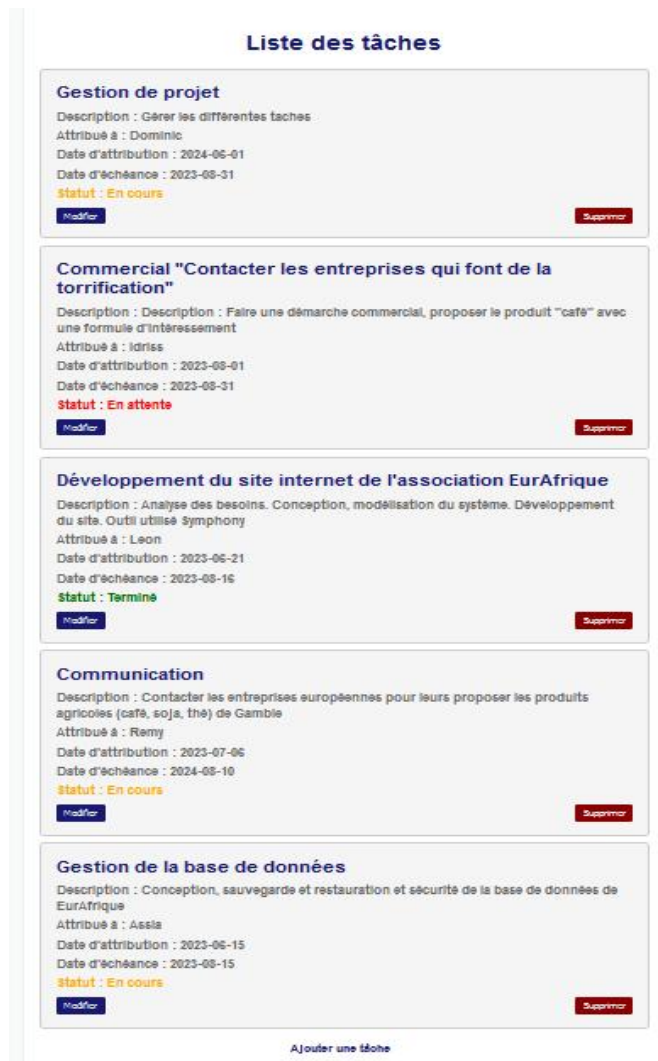 Liste des tâches
Gestion de projet
Description : Gérer les différentes taches
Attribué à : Dominic
Date d'attribution : 2024-06-01
Date d'échéance : 2023-08-31
Statut : En cours
Modifier Supprimer
Commercial "Contacter les entreprises qui font de la
torrification"
Description : Description : Faire une démarche commercial, proposer le produit "café" avec
une formule d'intéressement
Attribué à : Idriss
Date d'attribution : 2023-08-01
Date d'échéance : 2023-08-31
Statut : En attente
Modifier Supprimer
Développement du site internet de l'association EurAfrique
Description : Analyse des besoins. Conception, modélisation du système. Développement
du site. Outil utilisé Symphony
Attribué à : Leon
Date d'attribution : 2023-06-21
Date d'échéance : 2023-08-16
Statut : Terminé
Modifier Supprimer
Communication
Description : Contacter les entreprises européennes pour leurs proposer les produits
agricoles (café, soja, thé) de Gambie
Attribué à : Remy
Date d'attribution : 2023-07-06
Date d'échéance : 2024-08-10
Statut : En cours
Modifier Supprimer
Gestion de la base de données
Description : Conception, sauvegarde et restauration et sécurité de la base de données de
EurAfrique
Attribué à : Assia
Date d'attribution : 2023-06-15
Date d'échéance : 2023-08-15
Statut : En cours
Modifier Supprimer
Ajouter une tâche